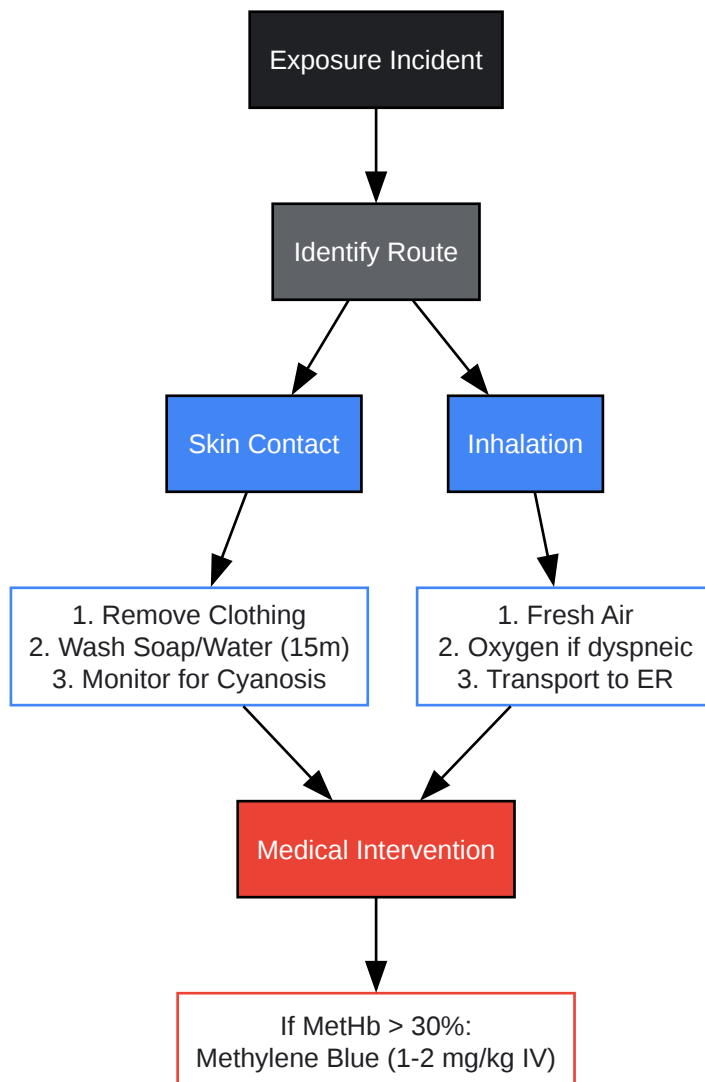 Exposure Incident
Identify Route
Skin Contact
Inhalation
1. Remove Clothing
2. Wash Soap/Water (15m)
3. Monitor for Cyanosis
1. Fresh Air
2. Oxygen if dyspneic
3. Transport to ER
Medical Intervention
If MetHb > 30%:
Methylene Blue (1-2 mg/kg IV)